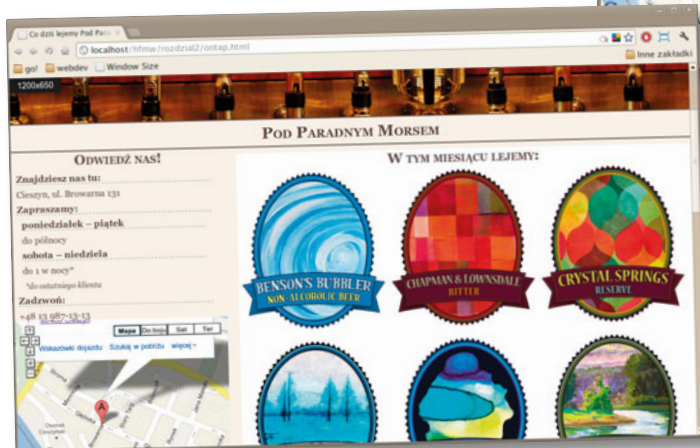 Co dziś lejemy Pod Para
localhost/hfmw/rozdzial2/ontap.html
go! webdev Window Size
Inne zakładki
1200x650
POD PARADNYM MORSEM
ODWIEDŹ NAS!
Znajdziesz nas tu:
Cieszyn, ul. Browarna 131
Zapraszamy:
poniedziałek – piątek
do północy
sobota – niedziela
do 1 w nocy*
*do ostatniego klienta
Zadzwoń:
+48 13 987-13-13
Mapa Do boju Sat Ter
Wskazówki dojazdu Szukaj w pobliżu więcej
A
W TYM MIESIĄCU LEJEMY:
BENSON'S BUBBLER
NON-ALCOHOLIC BEER
CHAPMAN & LOWNSDALE
BITTER
CRYSTAL SPRINGS
RESERVE